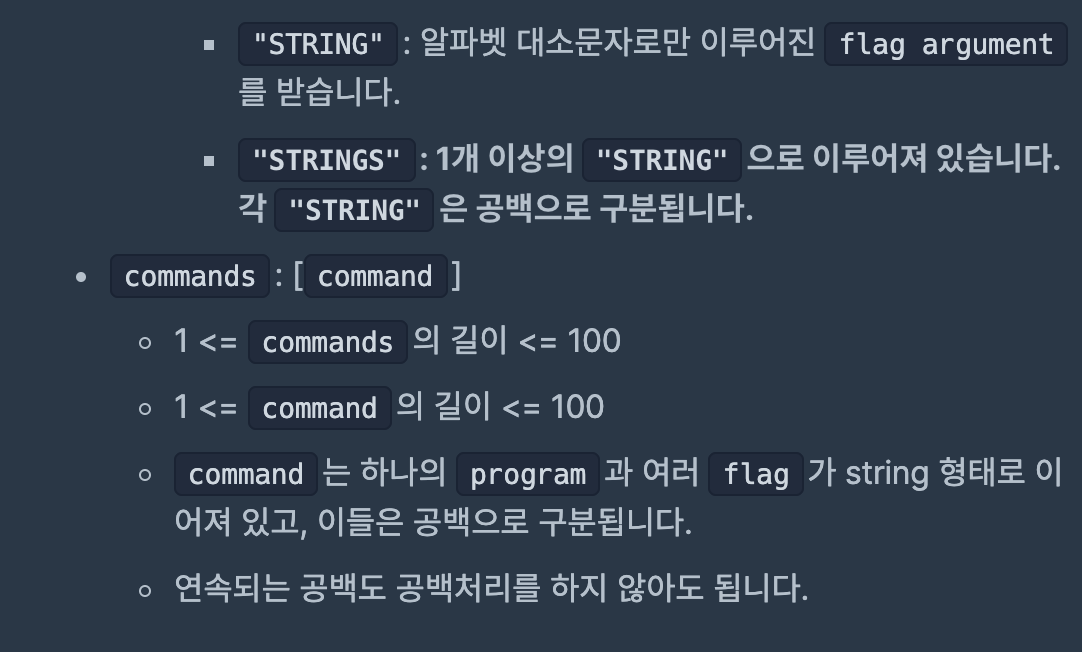 "STRING" : 알파벳 대소문자로만 이루어진 flag argument
를 받습니다.
"STRINGS" : 1개 이상의 "STRING" 으로 이루어져 있습니다.
각 "STRING" 은 공백으로 구분됩니다.
commands : [ command ]
1 <= commands 의 길이 <= 100
1 <= command 의 길이 <= 100
command 는 하나의 program 과 여러 flag 가 string 형태로 이
어져 있고, 이들은 공백으로 구분됩니다.
연속되는 공백도 공백처리를 하지 않아도 됩니다.